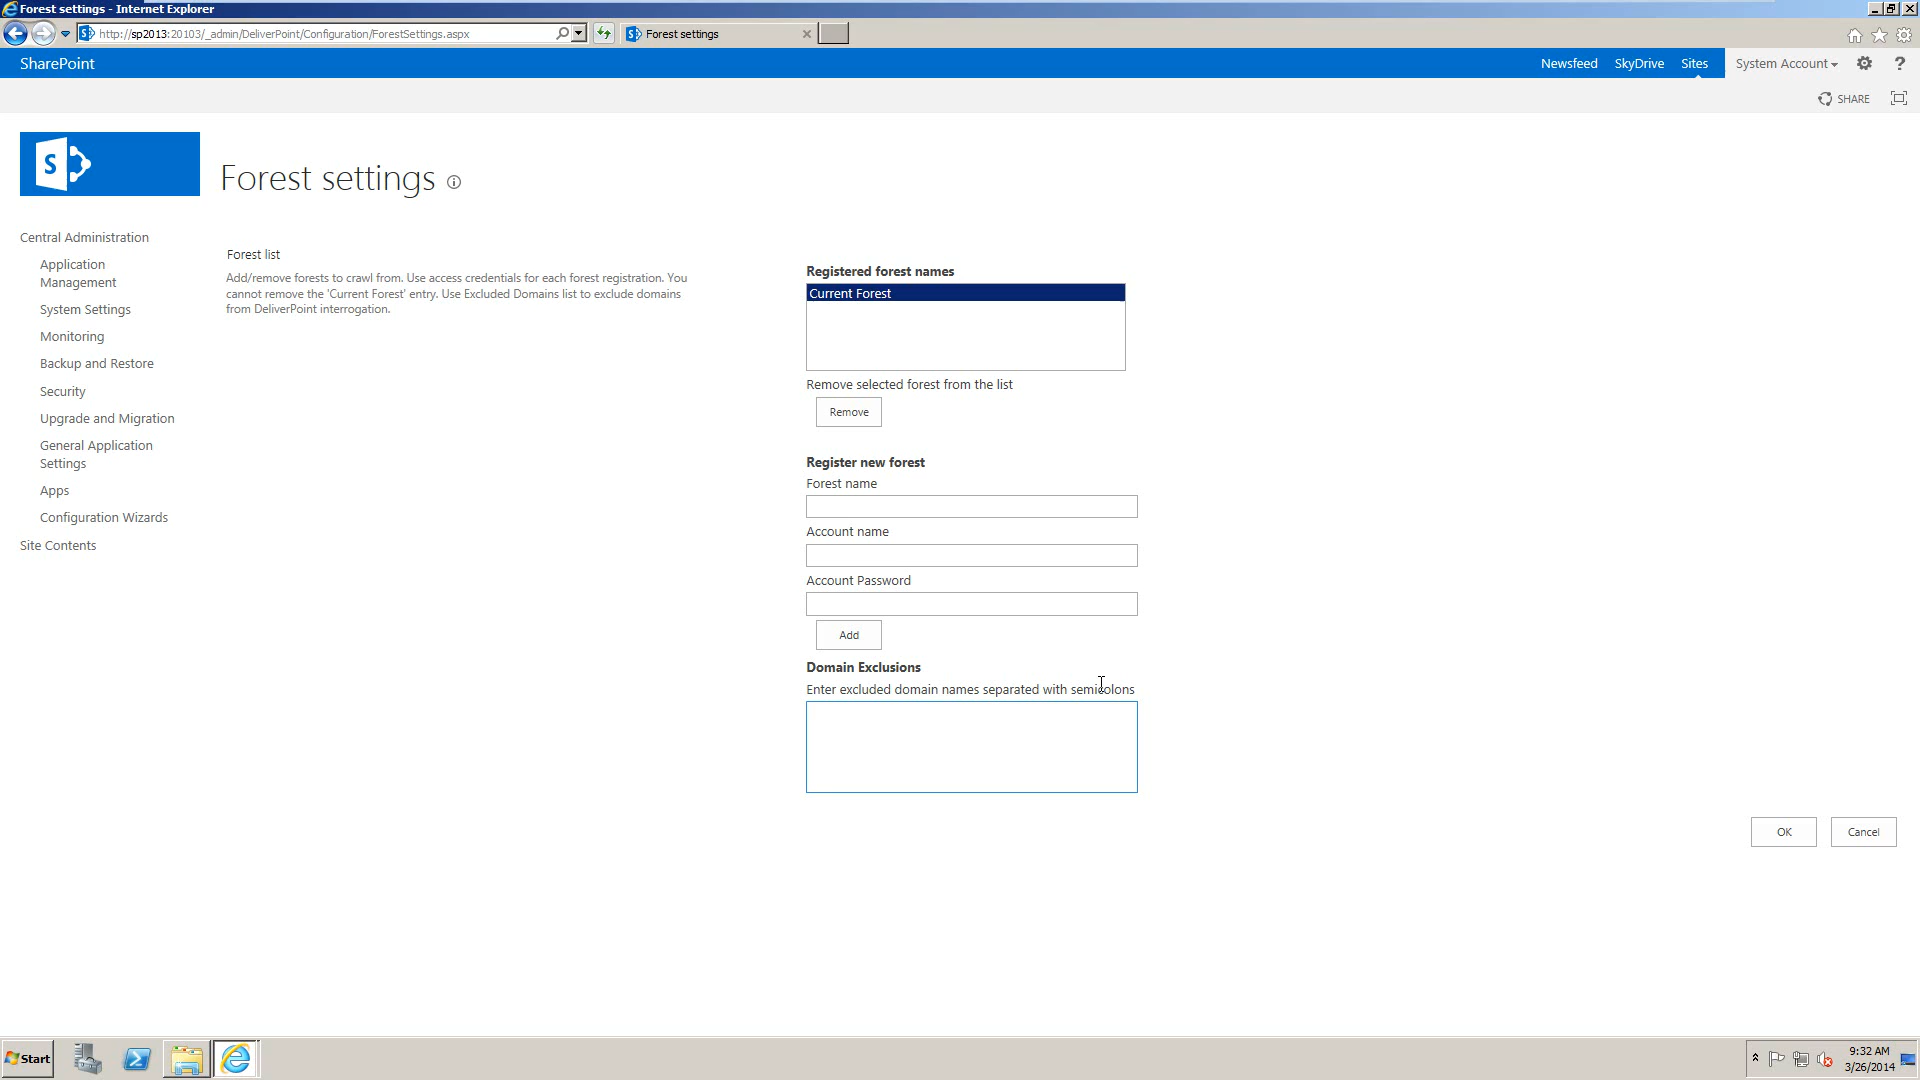 Forest settings - Internet Explorer
http://sp2013:20103/_admin/DeliverPoint/Configuration/ForestSettings.aspx
Forest settings
SharePoint
Newsfeed
SkyDrive
Sites
System Account
?
SHARE
S
Forest settings
Central Administration
Application
Management
System Settings
Monitoring
Backup and Restore
Security
Upgrade and Migration
General Application
Settings
Apps
Configuration Wizards
Site Contents
Forest list
Add/remove forests to crawl from. Use access credentials for each forest registration. You
cannot remove the 'Current Forest' entry. Use Excluded Domains list to exclude domains
from DeliverPoint interrogation.
Registered forest names
Current Forest
Remove selected forest from the list
Remove
Register new forest
Forest name
Account name
Account Password
Add
Domain Exclusions
Enter excluded domain names separated with semicolons
OK
Cancel
Start
9:32 AM
3/26/2014